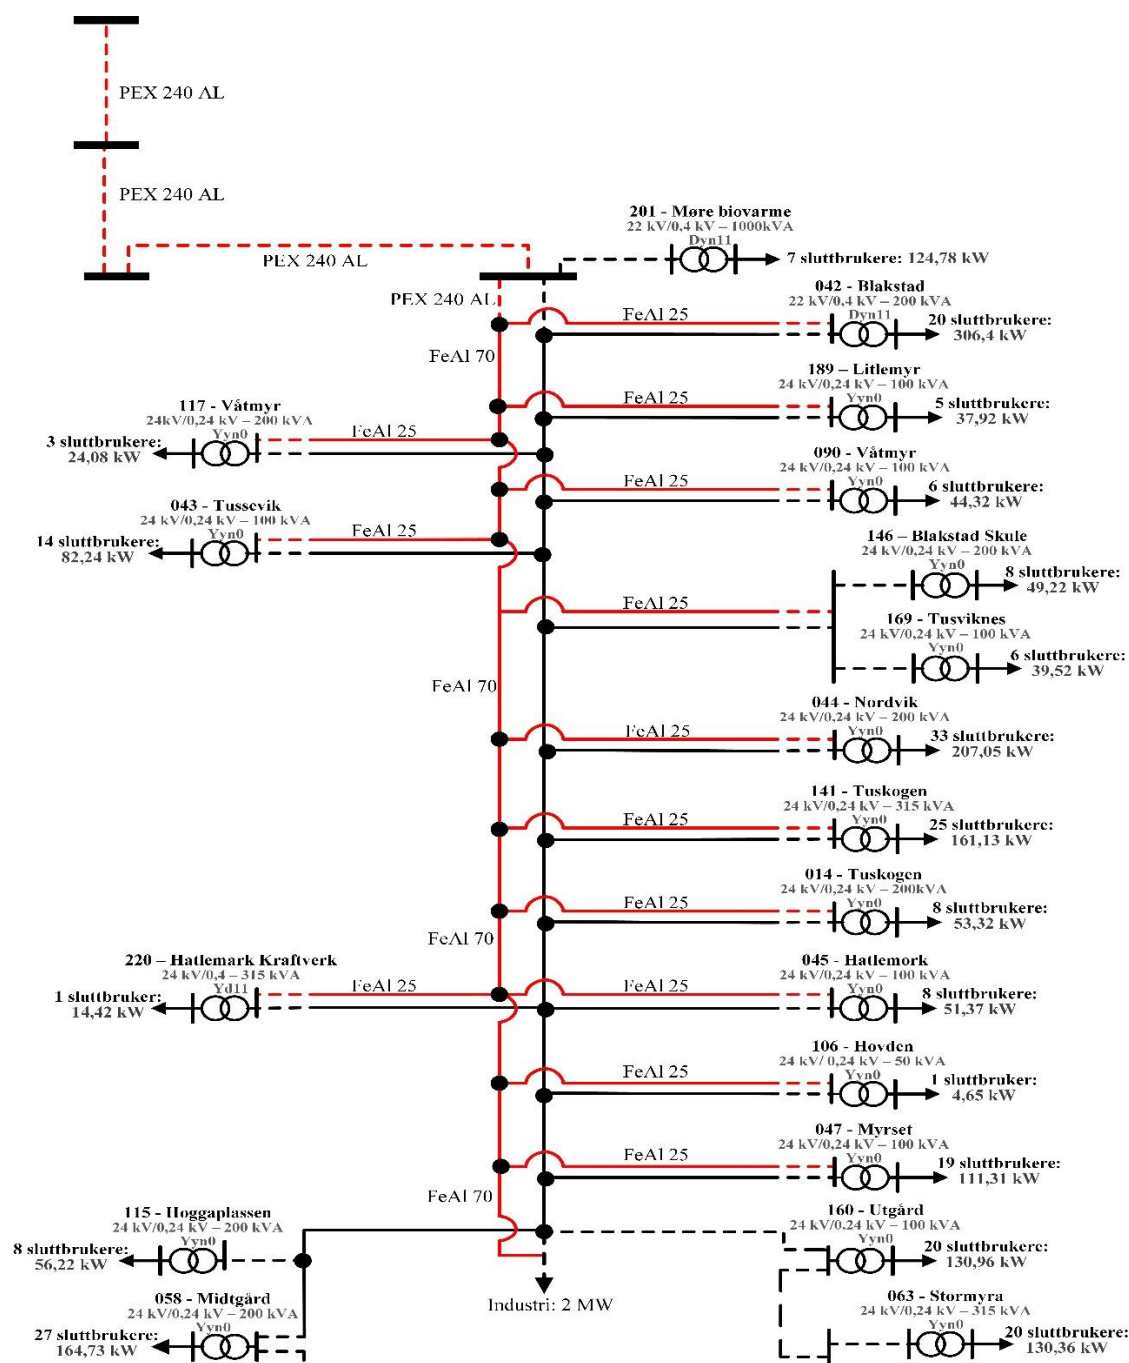 PEX 240 AL
PEX 240 AL
201 - Møre biovarme
22 kV/0,4 kV – 1000kVA
Dyn11
PEX 240 AL
7 sluttbrukere: 124,78 kW
PEX 240 AL
042 - Blakstad
22 kV/0,4 kV – 200 kVA
Dyn11
FeAl 25
20 sluttbrukere:
306,4 kW
FeAl 70
189 – Litlemyr
24 kV/0,24 kV – 100 kVA
Yyn0
FeAl 25
5 sluttbrukere:
37,92 kW
117 - Våtmyr
24kV/0,24 kV – 200 kVA
Yyn0
FeAl 25
3 sluttbrukere:
24,08 kW
090 - Våtmyr
24 kV/0,24 kV – 100 kVA
Yyn0
FeAl 25
6 sluttbrukere:
44,32 kW
043 - Tussevik
24 kV/0,24 kV – 100 kVA
Yyn0
FeAl 25
14 sluttbrukere:
82,24 kW
146 – Blakstad Skule
24 kV/0,24 kV – 200 kVA
Yyn0
8 sluttbrukere:
49,22 kW
FeAl 25
169 - Tusviknes
24 kV/0,24 kV – 100 kVA
Yyn0
6 sluttbrukere:
39,52 kW
FeAl 70
044 - Nordvik
24 kV/0,24 kV – 200 kVA
Yyn0
FeAl 25
33 sluttbrukere:
207,05 kW
141 - Tuskogen
24 kV/0,24 kV – 315 kVA
Yyn0
FeAl 25
25 sluttbrukere:
161,13 kW
014 - Tuskogen
24 kV/0,24 kV – 200kVA
Yyn0
FeAl 25
8 sluttbrukere:
53,32 kW
FeAl 70
220 – Hatlemark Kraftverk
24 kV/0,4 – 315 kVA
Yd11
FeAl 25
1 sluttbruker:
14,42 kW
045 - Hatlemork
24 kV/0,24 kV – 100 kVA
Yyn0
FeAl 25
8 sluttbrukere:
51,37 kW
106 - Hovden
24 kV/ 0,24 kV – 50 kVA
Yyn0
FeAl 25
1 sluttbruker:
4,65 kW
047 - Myrset
24 kV/0,24 kV – 100 kVA
Yyn0
FeAl 25
19 sluttbrukere:
111,31 kW
FeAl 70
115 - Hoggaplassen
24 kV/0,24 kV – 200 kVA
Yyn0
8 sluttbrukere:
56,22 kW
160 - Utgård
24 kV/0,24 kV – 100 kVA
Yyn0
20 sluttbrukere:
130,96 kW
058 - Midtgård
24 kV/0,24 kV – 200 kVA
Yyn0
27 sluttbrukere:
164,73 kW
Industri: 2 MW
063 - Stormyra
24 kV/0,24 kV – 315 kVA
Yyn0
20 sluttbrukere:
130,36 kW